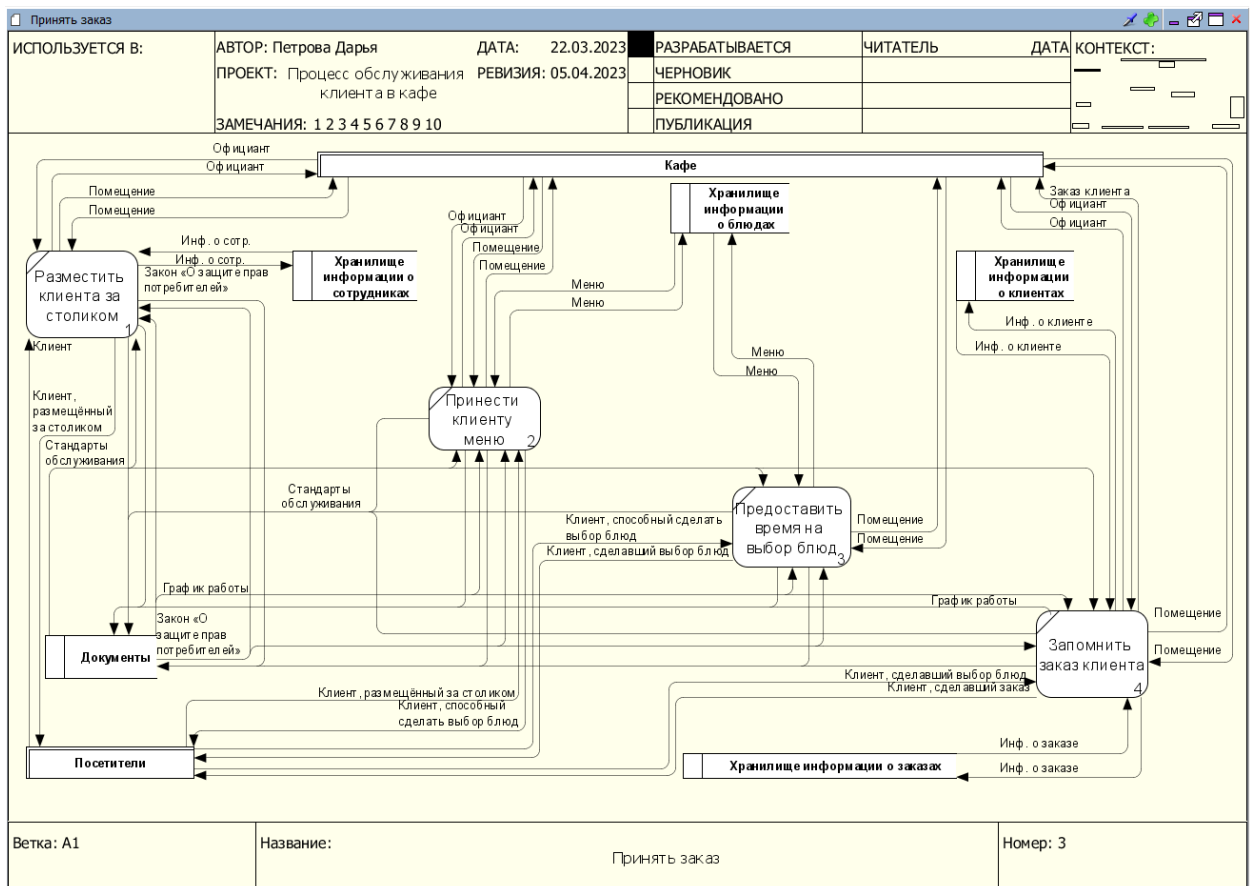 Принять заказ
ИСПОЛЬЗУЕТСЯ В:
АВТОР: Петрова Дарья
ДАТА: 22.03.2023
РАЗРАБАТЫВАЕТСЯ
ЧИТАТЕЛЬ
ДАТА
КОНТЕКСТ:
ПРОЕКТ: Процесс обслуживания
клиента в кафе
РЕВИЗИЯ: 05.04.2023
ЧЕРНОВИК
РЕКОМЕНДОВАНО
ЗАМЕЧАНИЯ: 1 2 3 4 5 6 7 8 9 10
ПУБЛИКАЦИЯ
Официант
Официант
Кафе
Помещение
Помещение
Хранилище
информации
о блюдах
Заказ клиента
Официант
Официант
Официант
Официант
Помещение
Помещение
Инф. о сотр.
Инф. о сотр.
Закон «О защите прав
потребителей»
Хранилище
информации о
сотрудниках
Хранилище
информации
о клиентах
Разместить
клиента за
столиком
1
Меню
Меню
Инф. о клиенте
Инф. о клиенте
Клиент
Меню
Меню
Клиент,
размещённый
за столиком
Принести
клиенту
меню
2
Стандарты
обслуживания
Стандарты
обслуживания
Предоставить
время на
выбор блюд
3
Клиент, способный сделать
выбор блюд
Клиент, сделавший выбор блюд
Помещение
Помещение
График работы
График работы
Закон «О
защите прав
потребителей»
Документы
Запомнить
заказ клиента
4
Помещение
Помещение
Клиент, сделавший выбор блюд
Клиент, сделавший заказ
Клиент, размещённый за столиком
Клиент, способный
сделать выбор блюд
Посетители
Хранилище информации о заказах
Инф. о заказе
Инф. о заказе
Ветка: A1
Название:
Принять заказ
Номер: 3